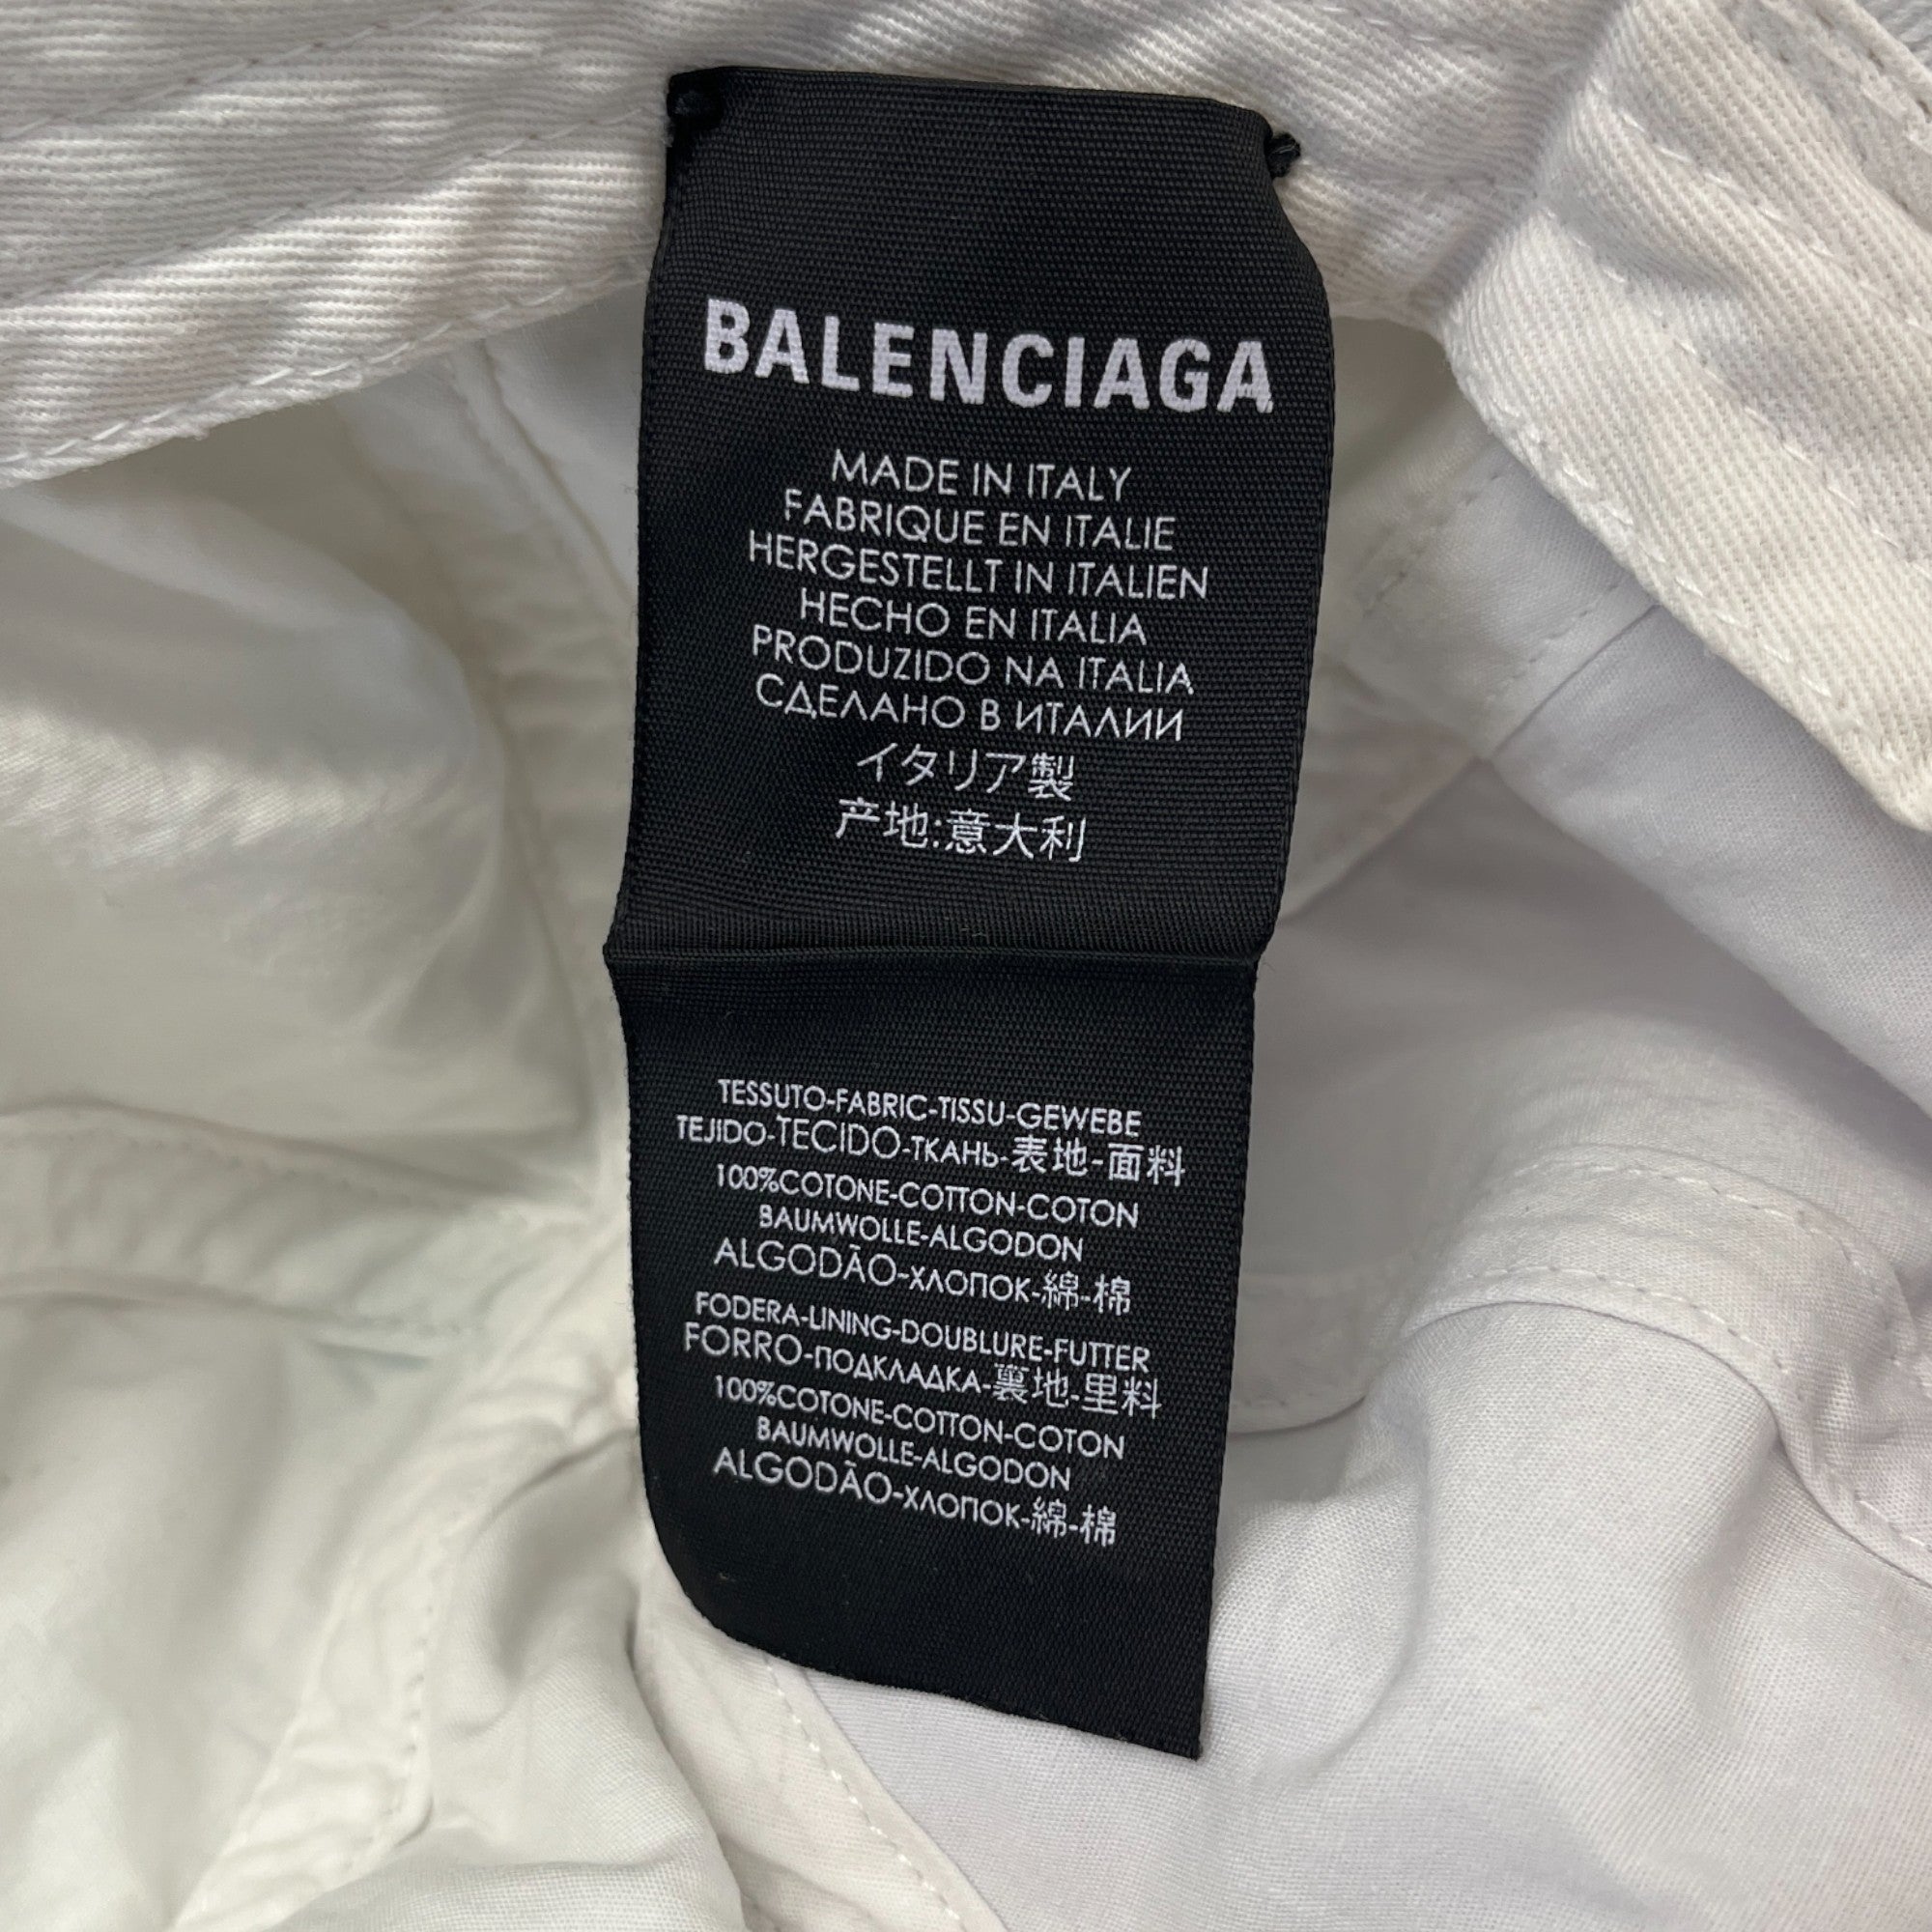 BALENCIAGA
MADE IN ITALY
FABRIQUE EN ITALIE
HERGESTELLT IN ITALIEN
HECHO EN ITALIA
PRODUZIDO NA ITALIA
СДЕЛАНО В ИТАЛИИ
イタリア製
产地:意大利
TESSUTO-FABRIC-TISSU-GEWEBE
TEJIDO-TECIDO-ТКАНЬ-表地-面料
100%COTONE-COTTON-COTON
BAUMWOLLE-ALGODON
ALGODÃO-ХЛОПОК-綿-棉
FODERA-LINING-DOUBLURE-FUTTER
FORRO-ПОДКЛАДКА-裏地-里料
100%COTONE-COTTON-COTON
BAUMWOLLE-ALGODON
ALGODÃO-ХЛОПОК-綿-棉